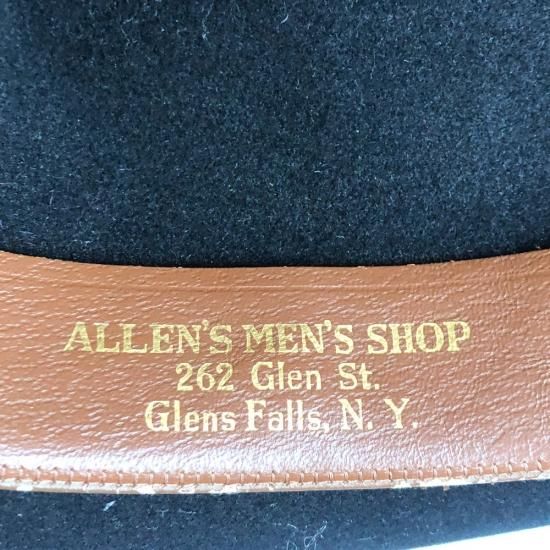 ALLEN'S MEN'S SHOP
262 Glen St.
Glens Falls, N. Y.